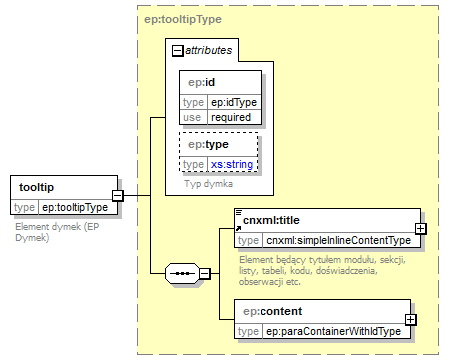 ep:tooltipType
attributes
ep:id
type ep:idType
use required
ep:type
type xs:string
Typ dymka
tooltip
type ep:tooltipType
Element dymek (EP
Dymek)
cnxml:title
type cnxml:simpleInlineContentType
Element będący tytułem modułu, sekcji,
listy, tabeli, kodu, doświadczenia,
obserwacji etc.
ep:content
type ep:paraContainerWithIdType